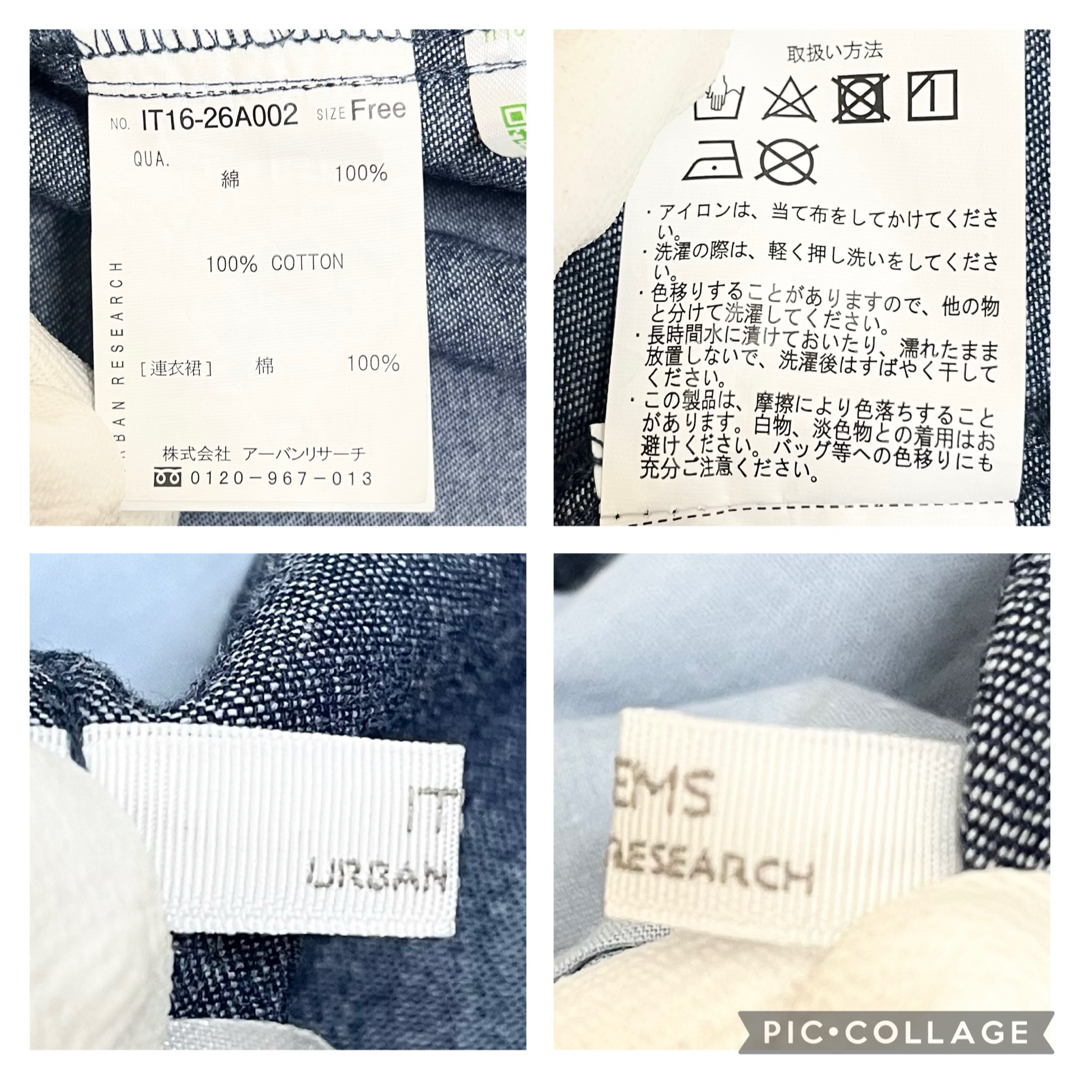 NO. IT16-26A002 SIZE Free
QUA.
綿 100%
100% COTTON
[連衣裙] 綿 100%
BAN RESEARCH
株式会社 アーバンリサーチ
0120-967-013
取扱い方法
・アイロンは、当て布をしてかけてくださ
い。
・洗濯の際は、軽く押し洗いをしてくださ
い。
・色移りすることがありますので、他の物
と分けて洗濯してください。
・長時間水に漬けておいたり、濡れたまま
放置しないで、洗濯後はすばやく干して
ください。
・この製品は、摩擦により色落ちすること
があります。白物、淡色物との着用はお
避けください。バッグ等への色移りにも
充分ご注意ください。
IT
URBAN
EMS
RESEARCH
PIC•COLLAGE